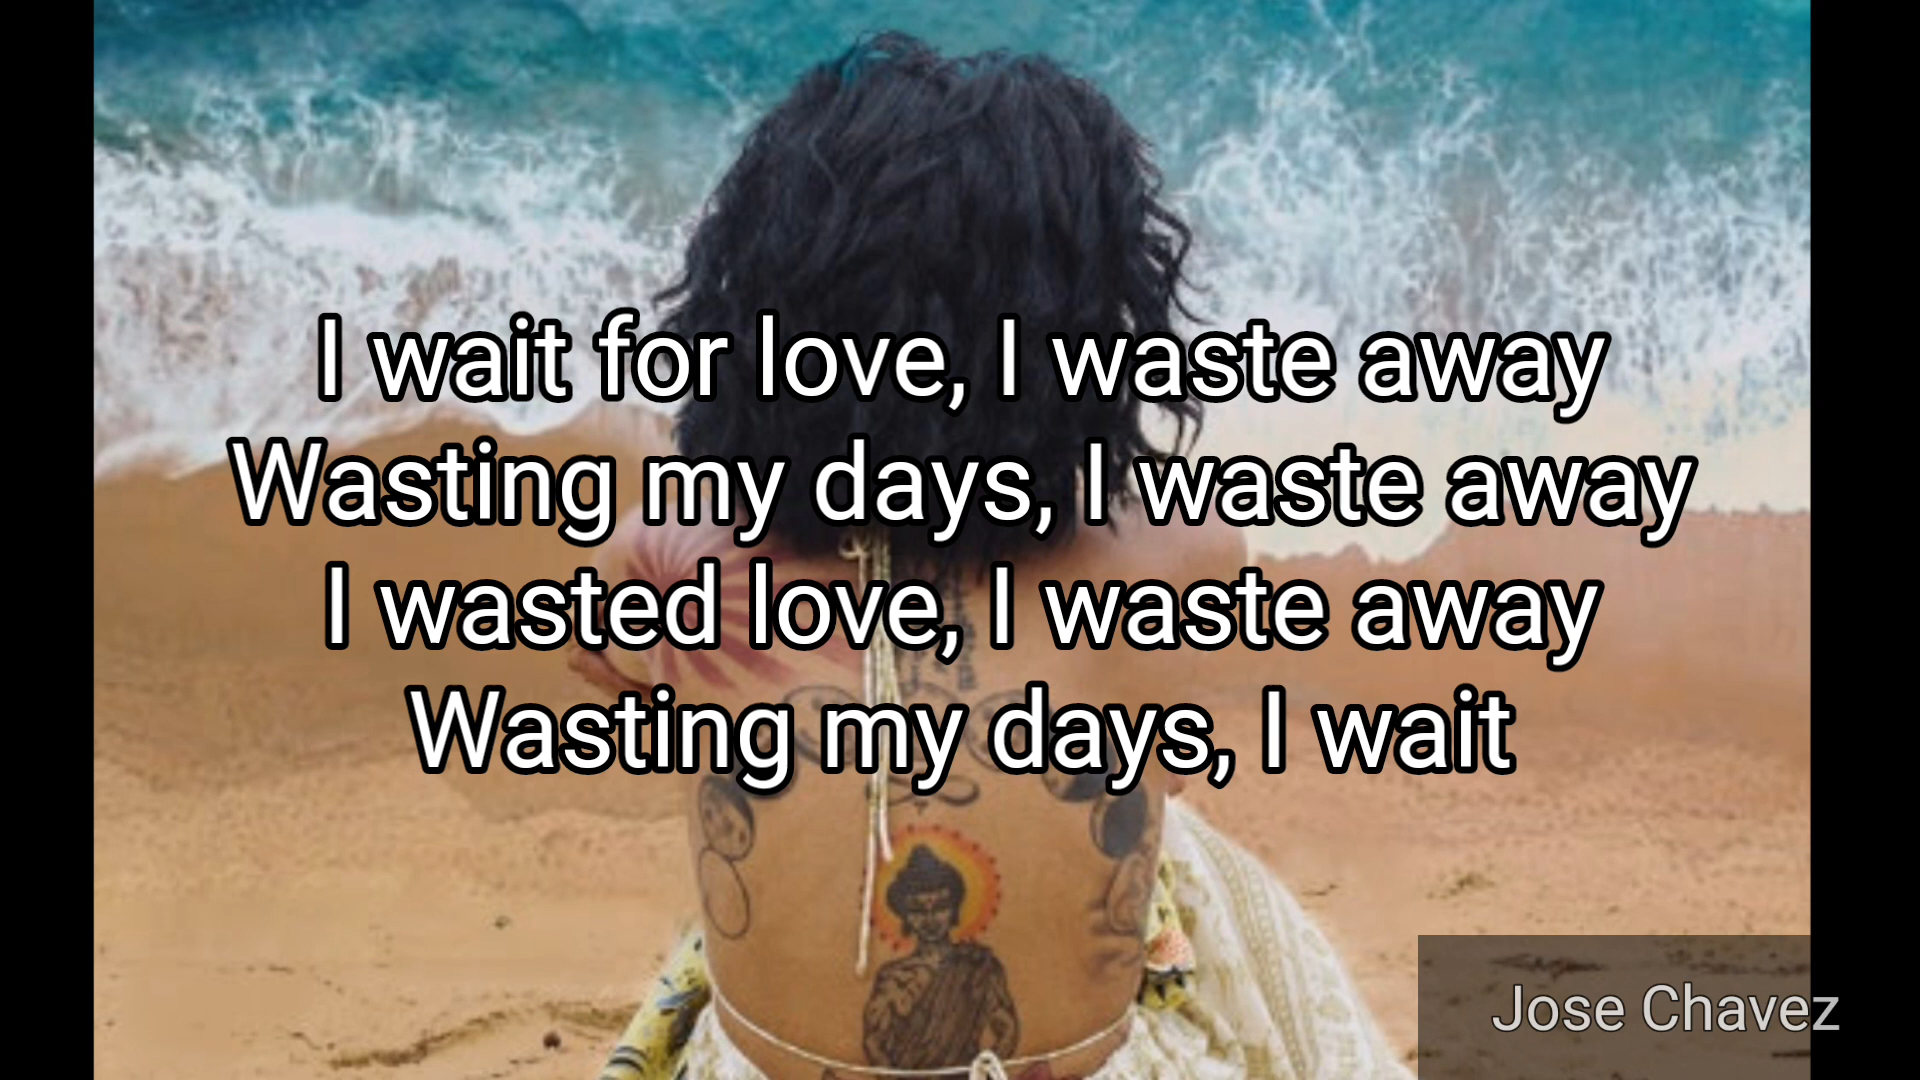 I wait for love, I waste away
Wasting my days, I waste away
I wasted love, I waste away
Wasting my days, I wait
Jose Chavez